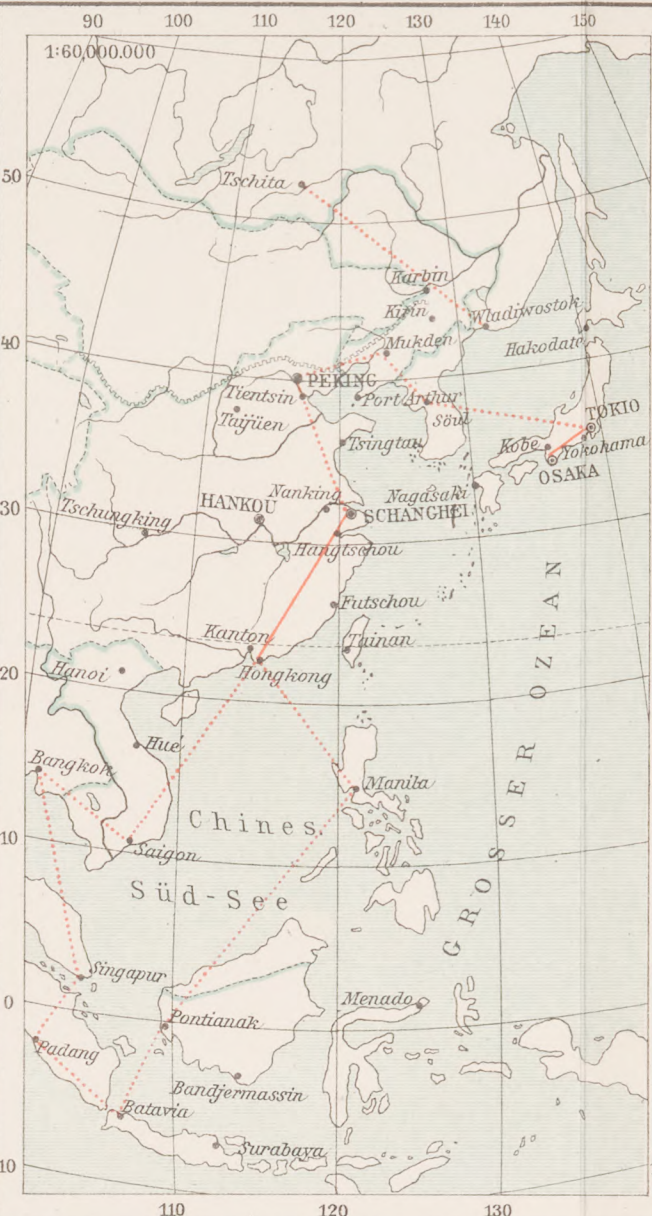 90 100 110 120 130 140 150
1:60,000.000
50
Tschita
Karbin
Kirin
Wladiwostok
40
Mukden
Hakodate
PEKING
Tientsin
Port Arthur
Taijüen
Söul
TOKIO
Tsingtau
Kobe
Yokohama
OSAKA
Nanking
Nagasaki
30
Tschungking
HANKOU
SCHANGHEI
Hangtschou
Futschou
Kanton
Tainan
20
Hanoi
Hongkong
Hué
Bangkok
Manila
10
Saigon
Chines.
Süd-See
GROSSER OZEAN
Singapur
0
Menado
Pontianak
Padang
Bandjermassin
Batavia
Surabaya
10
110 120 130